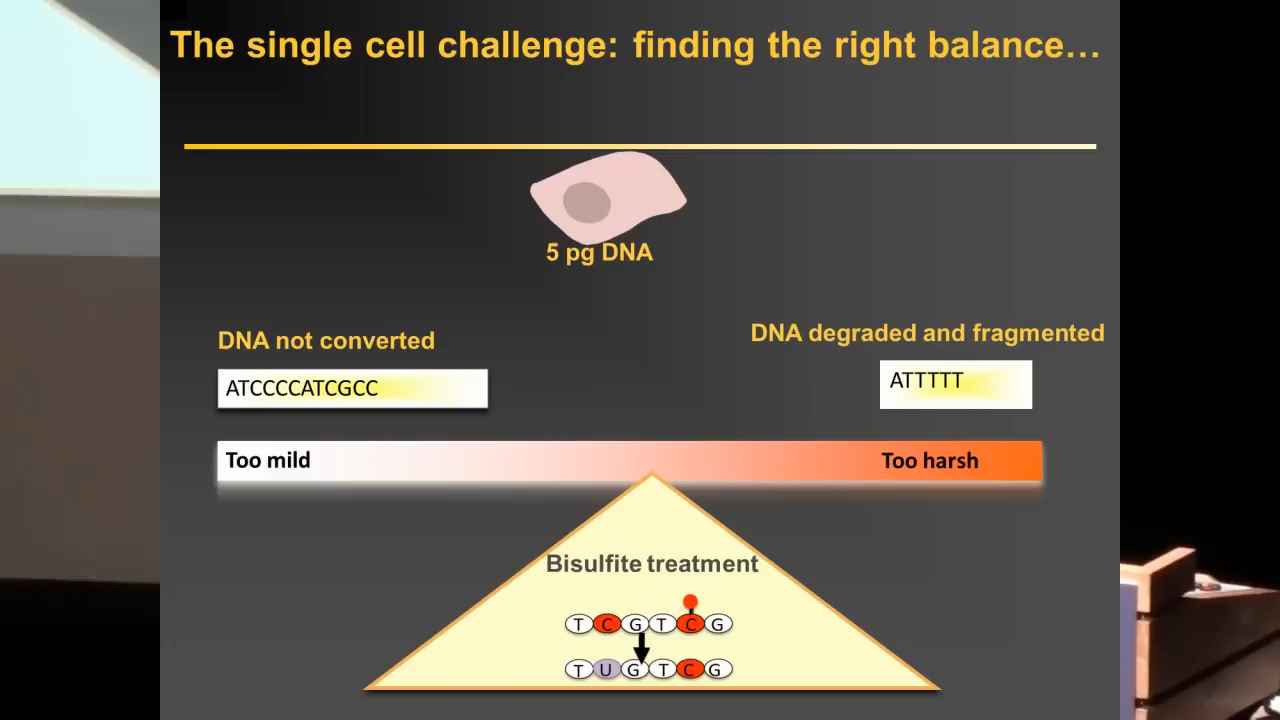 The single cell challenge: finding the right balance…
5 pg DNA
DNA not converted
DNA degraded and fragmented
ATCCCCATCGCC
ATTTTT
Too mild
Too harsh
Bisulfite treatment
T C G T C G
T U G T C G